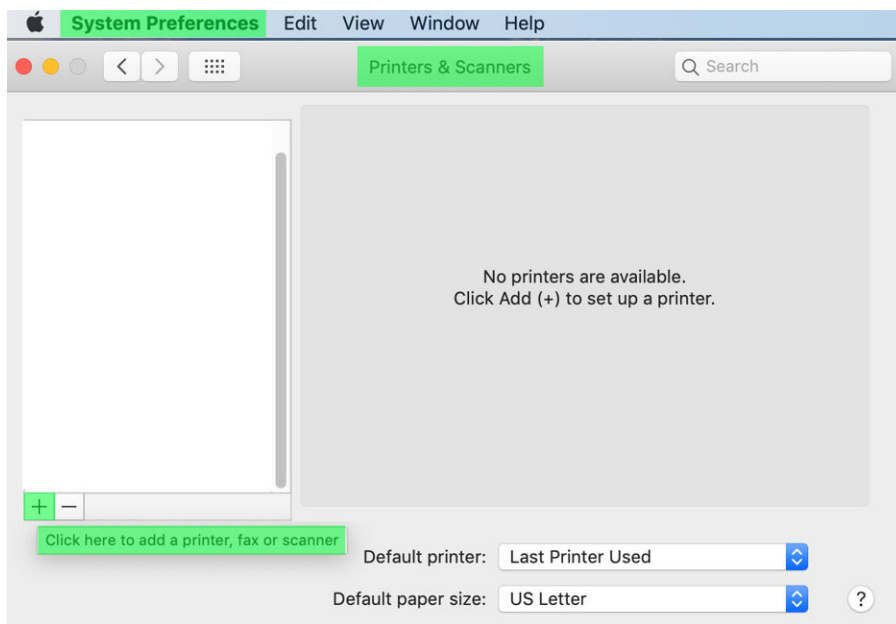 System Preferences Edit View Window Help
Printers & Scanners Search
No printers are available.
Click Add (+) to set up a printer.
+ −
Click here to add a printer, fax or scanner
Default printer: Last Printer Used
Default paper size: US Letter ?